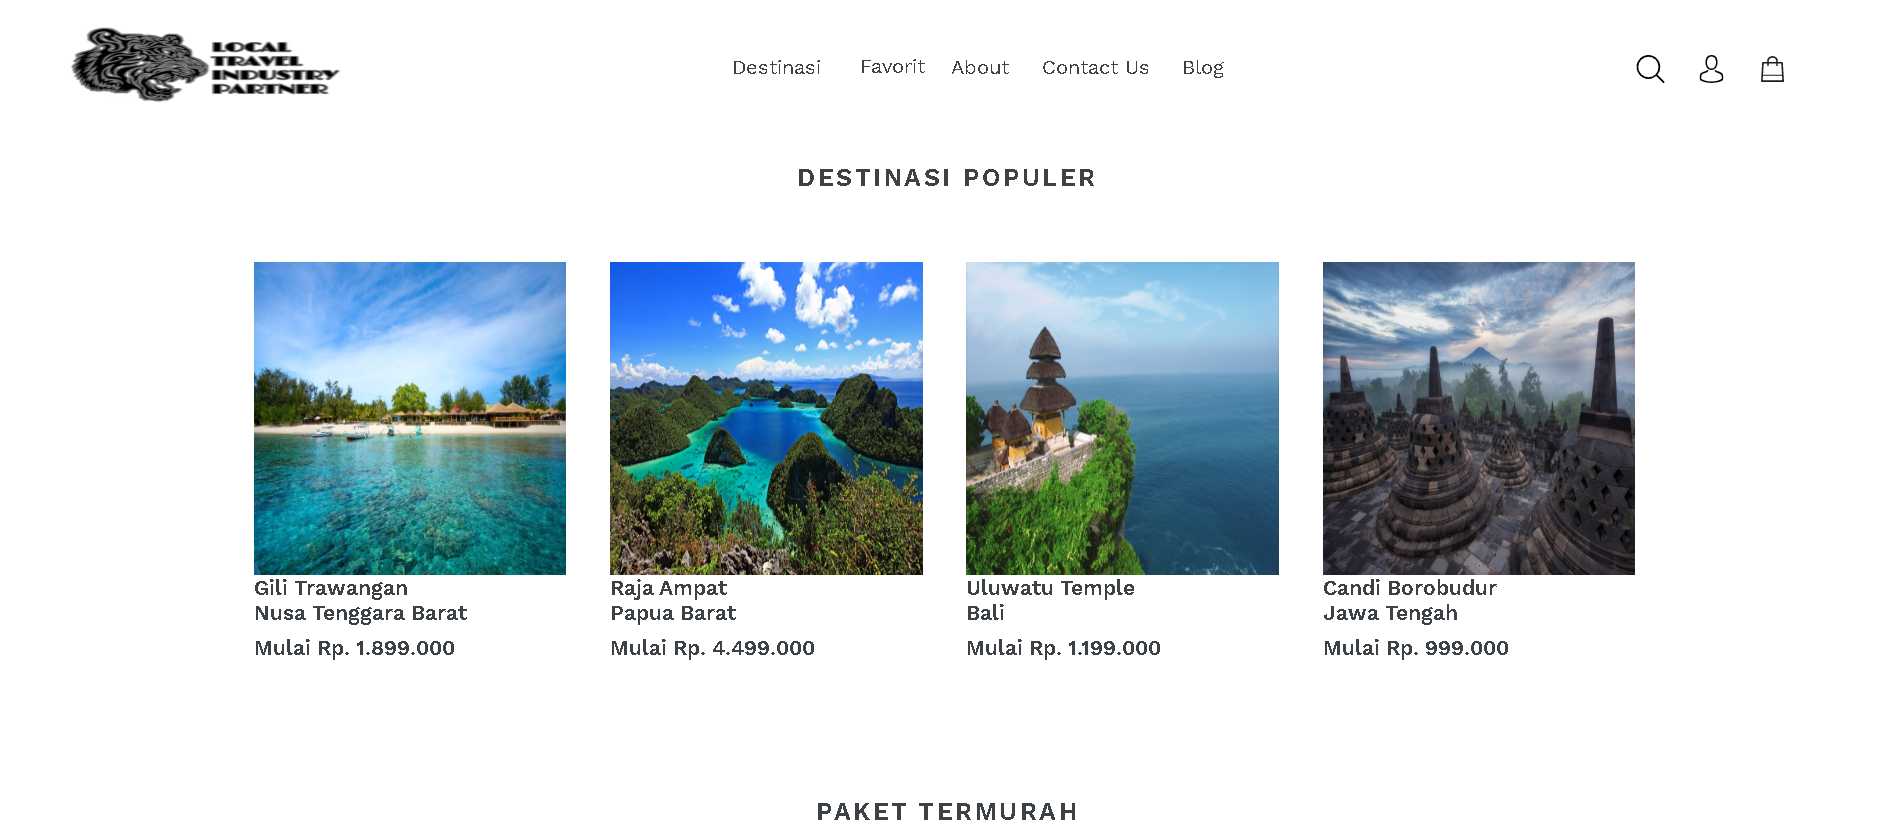 LOCAL
TRAVEL
INDUSTRY
PARTNER
Destinasi Favorit About Contact Us Blog
DESTINASI POPULER
Gili Trawangan
Nusa Tenggara Barat
Mulai Rp. 1.899.000
Raja Ampat
Papua Barat
Mulai Rp. 4.499.000
Uluwatu Temple
Bali
Mulai Rp. 1.199.000
Candi Borobudur
Jawa Tengah
Mulai Rp. 999.000
PAKET TERMURAH